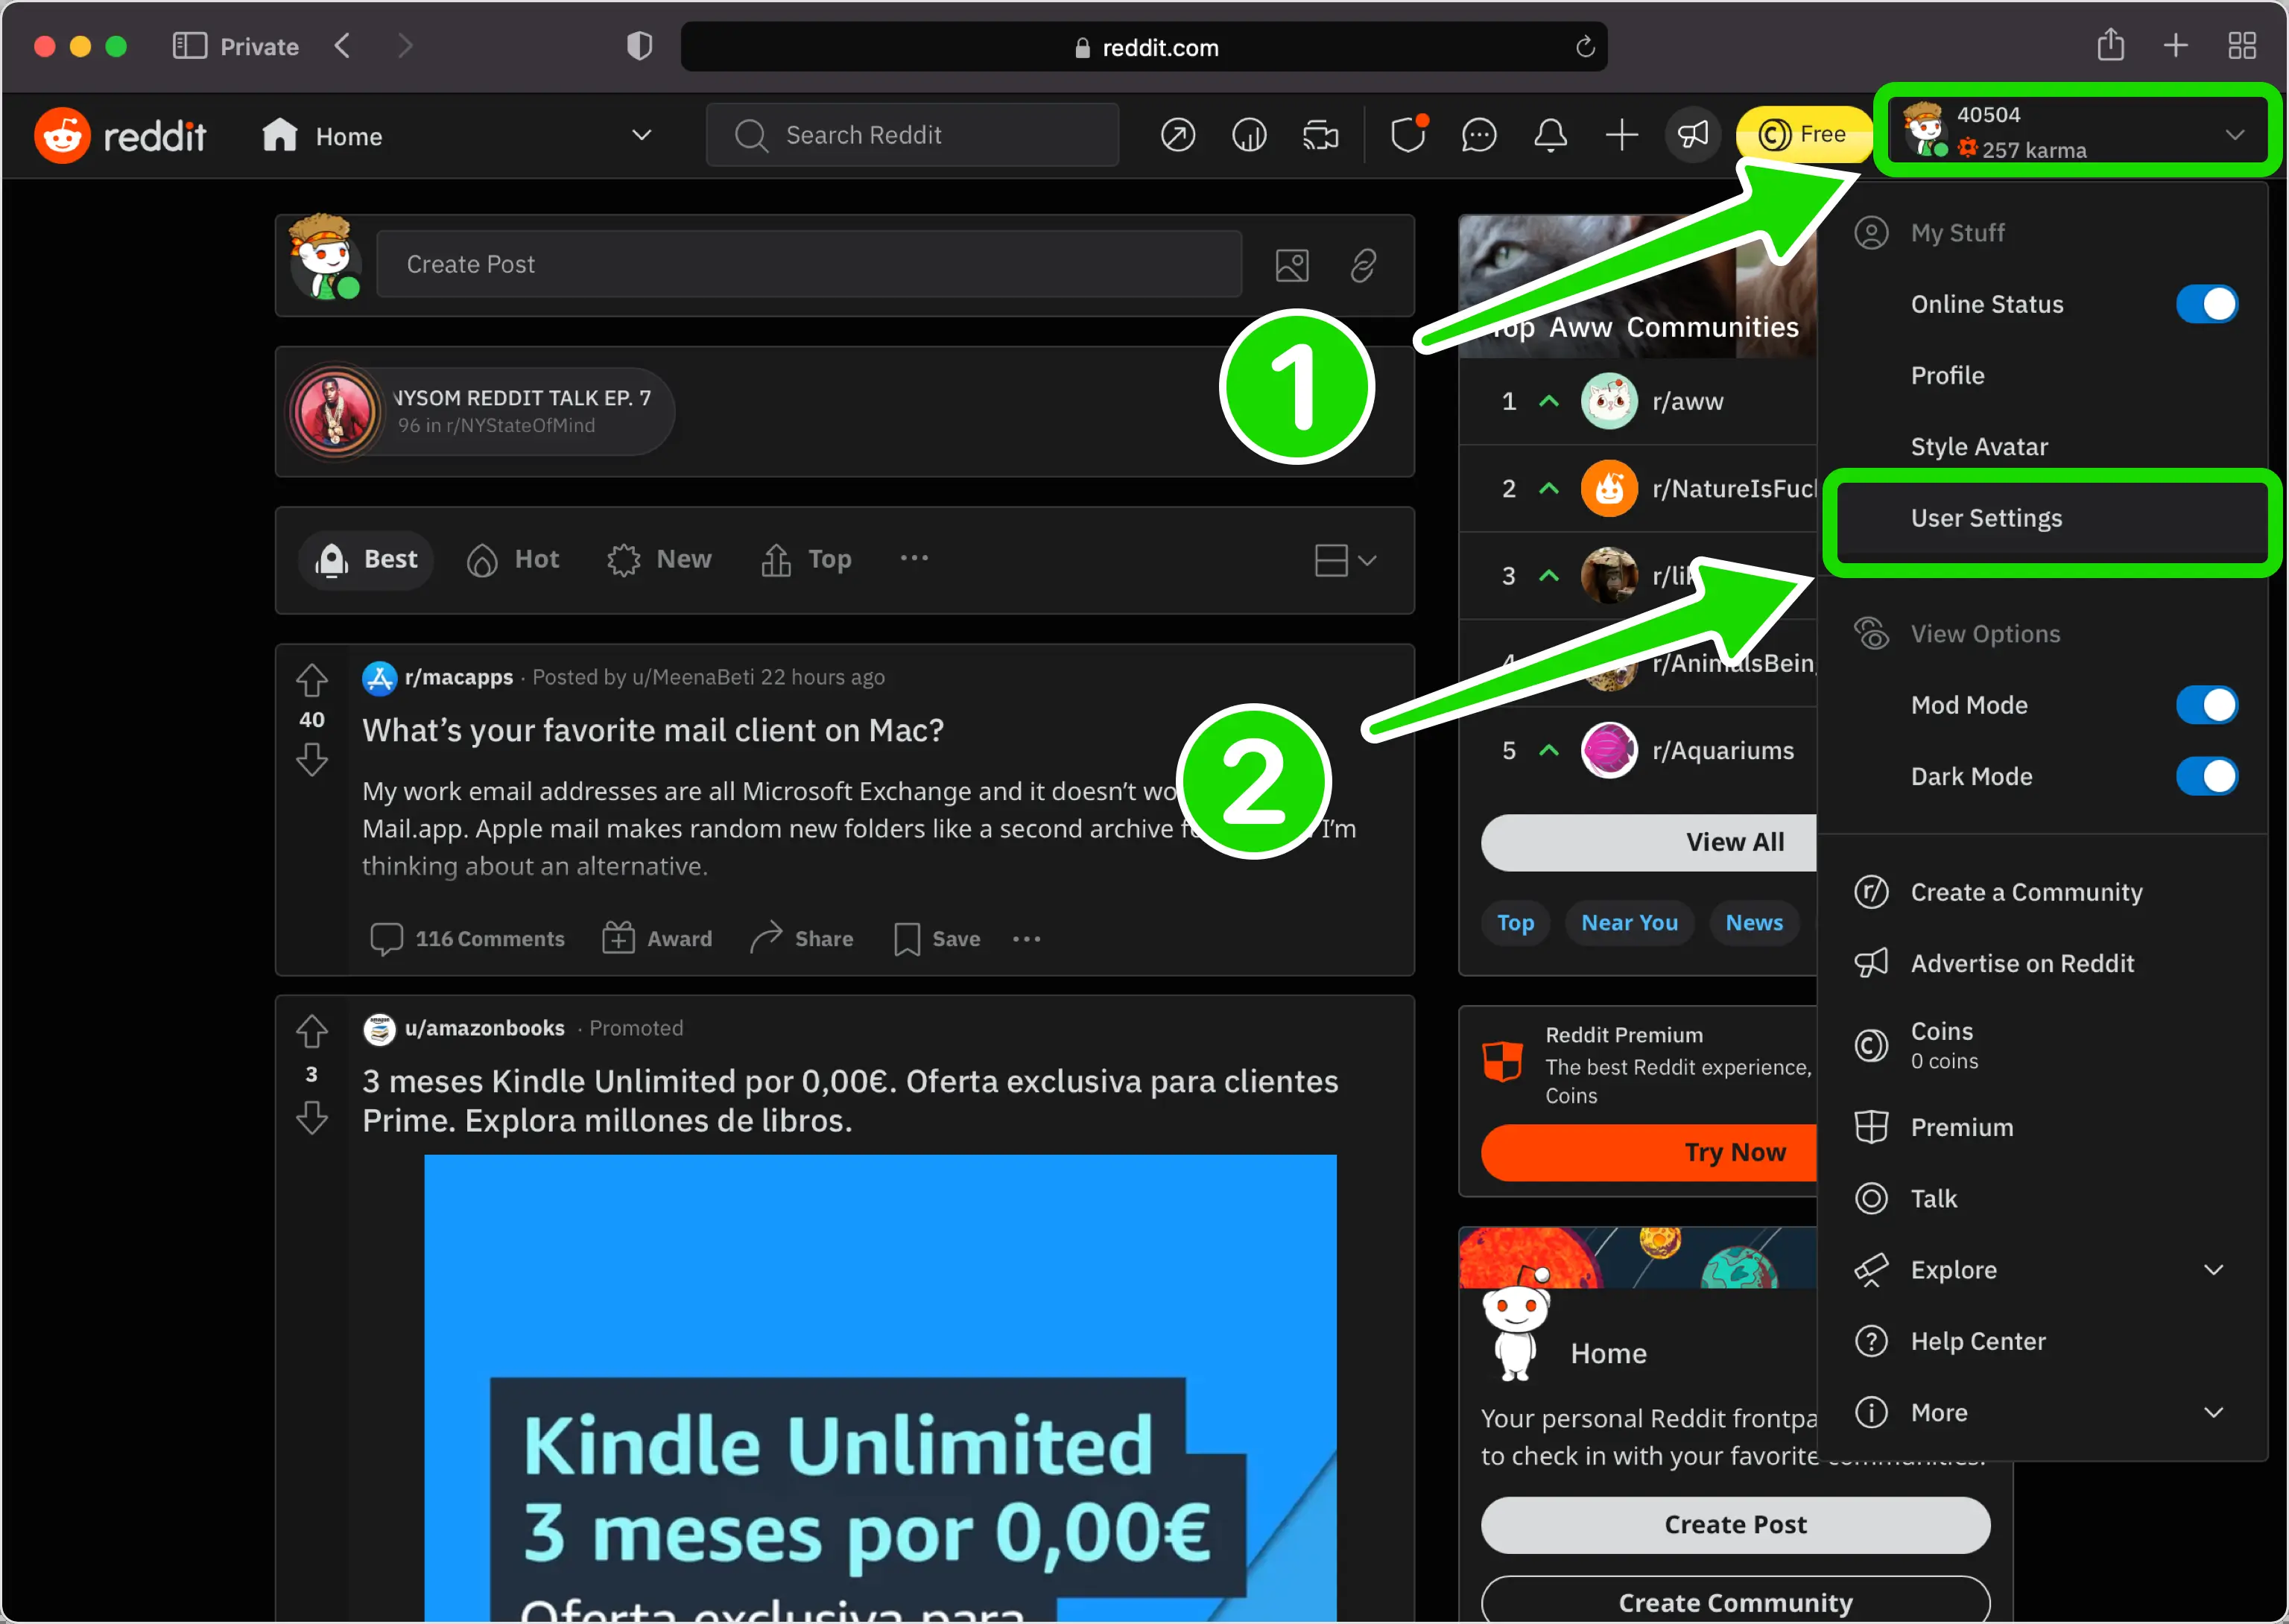 Private
reddit.com
reddit
Home
Search Reddit
Free
40504
257 karma
Create Post
NYSOM REDDIT TALK EP. 7
96 in r/NYStateOfMind
Best
Hot
New
Top
r/macapps · Posted by u/MeenaBeti 22 hours ago
40
What's your favorite mail client on Mac?
My work email addresses are all Microsoft Exchange and it doesn't
Mail.app. Apple mail makes random new folders like a second archive I'm
thinking about an alternative.
116 Comments
Award
Share
Save
u/amazonbooks · Promoted
3
3 meses Kindle Unlimited por 0,00€. Oferta exclusiva para clientes
Prime. Explora millones de libros.
Kindle Unlimited
3 meses por 0,00€
Oferta exclusiva para
1
2
Top Aww Communities
1 r/aww
2 r/NatureIsFuc
3 r/li
4 r/AnimalsBein
5 r/Aquariums
View All
Top
Near You
News
Reddit Premium
The best Reddit experience,
Coins
Try Now
Home
Your personal Reddit frontpa
to check in with your favorite communities.
Create Post
Create Community
My Stuff
Online Status
Profile
Style Avatar
User Settings
View Options
Mod Mode
Dark Mode
r/ Create a Community
Advertise on Reddit
Coins
0 coins
Premium
Talk
Explore
Help Center
More